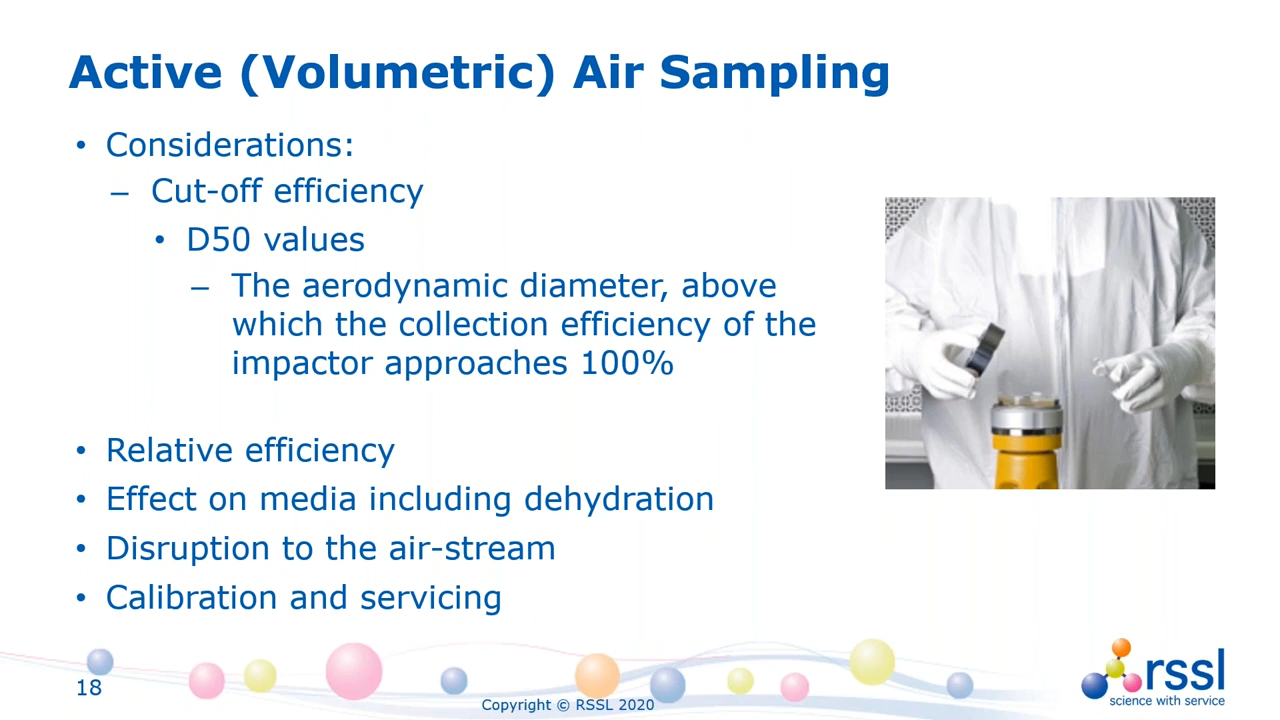 Active (Volumetric) Air Sampling
• Considerations:
– Cut-off efficiency
• D50 values
– The aerodynamic diameter, above
which the collection efficiency of the
impactor approaches 100%
• Relative efficiency
• Effect on media including dehydration
• Disruption to the air-stream
• Calibration and servicing
18
Copyright © RSSL 2020
rssl
science with service